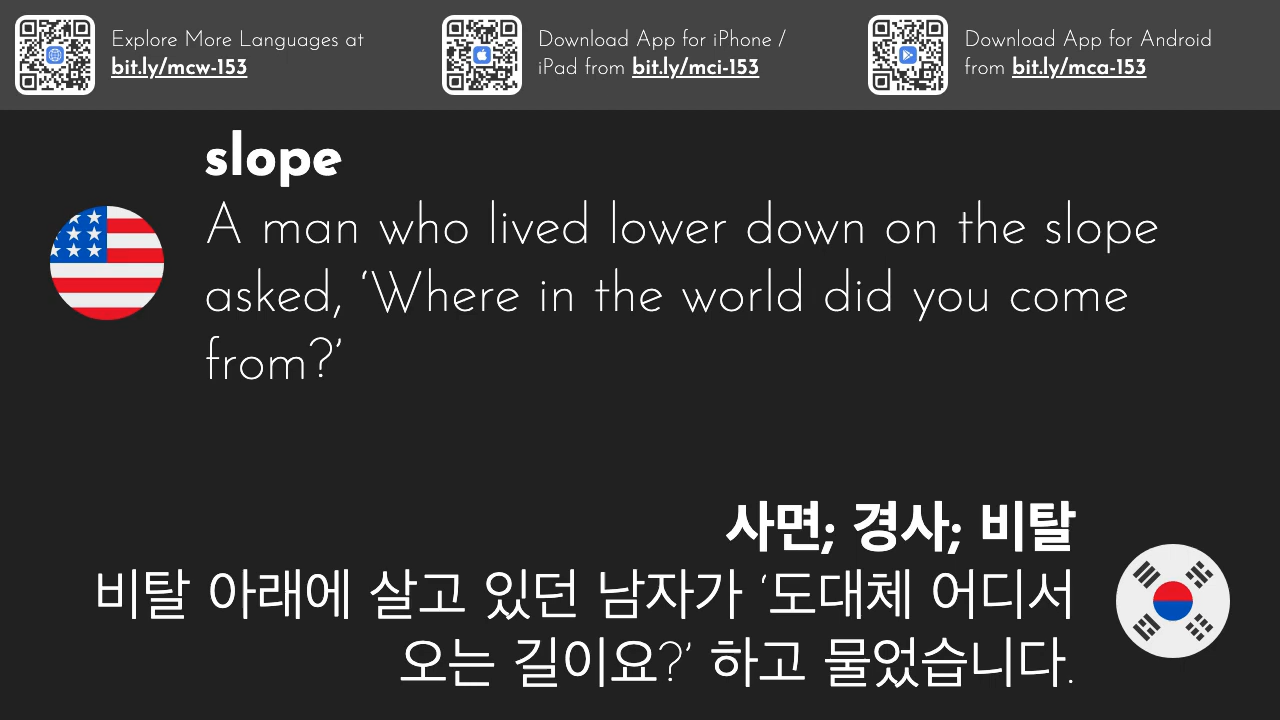 Explore More Languages at
bit.ly/mcw-153
Download App for iPhone /
iPad from bit.ly/mci-153
Download App for Android
from bit.ly/mca-153
slope
A man who lived lower down on the slope
asked, ‘Where in the world did you come
from?’
사면; 경사; 비탈
비탈 아래에 살고 있던 남자가 ‘도대체 어디서
오는 길이요?’ 하고 물었습니다.